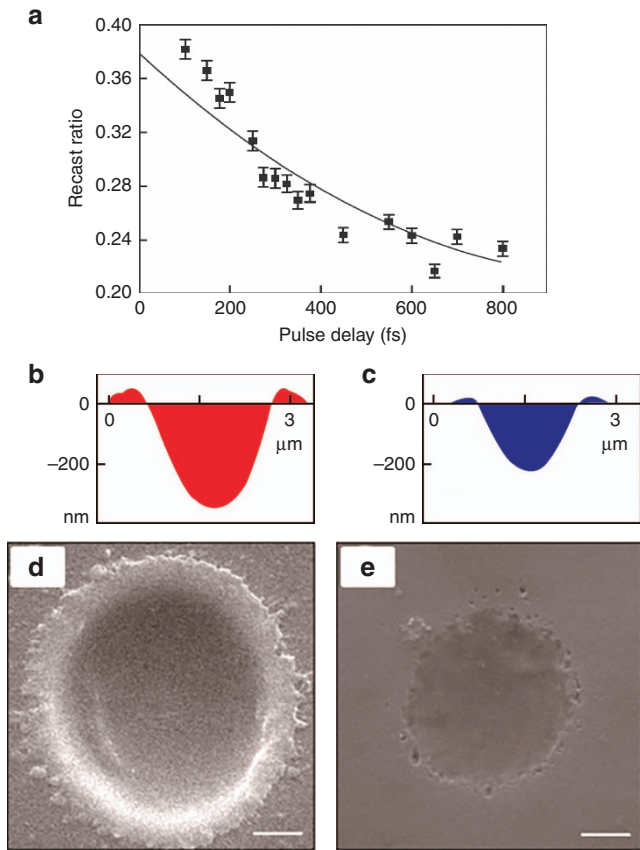 a
0.40
0.36
0.32
0.28
0.24
0.20
Recast ratio
0 200 400 600 800
Pulse delay (fs)
b
0
−200
nm
0 3
μm
c
0
−200
nm
0 3
μm
d
e